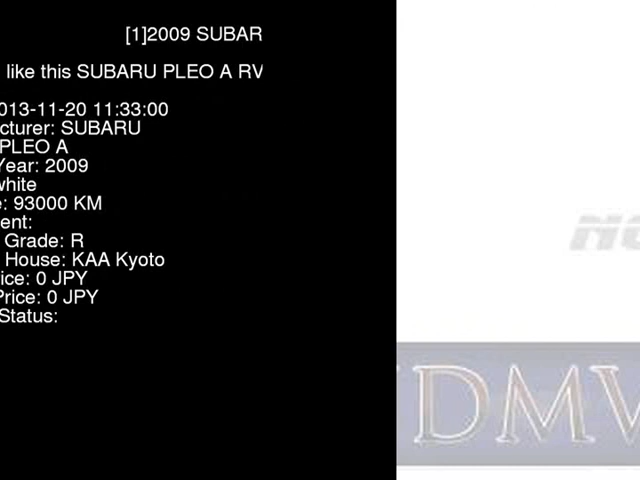 [1]2009 SUBAR
like this SUBARU PLEO A RV
013-11-20 11:33:00
cturer: SUBARU
PLEO A
Year: 2009
white
e: 93000 KM
ent:
Grade: R
House: KAA Kyoto
ice: 0 JPY
Price: 0 JPY
Status:
NO
DMV